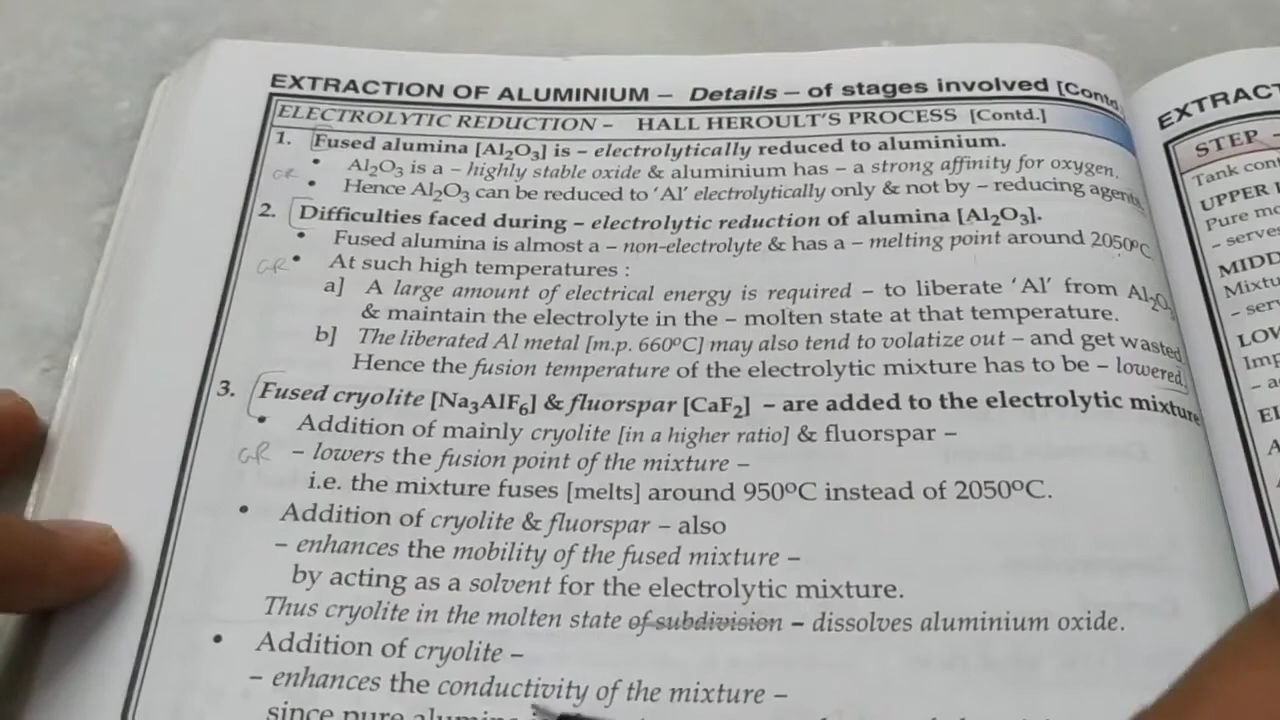 EXTRACTION OF ALUMINIUM – Details – of stages involved [Contd.
ELECTROLYTIC REDUCTION – HALL HEROULT'S PROCESS [Contd.]
1. Fused alumina [Al₂O₃] is – electrolytically reduced to aluminium.
• Al₂O₃ is a – highly stable oxide & aluminium has – a strong affinity for oxygen.
GR • Hence Al₂O₃ can be reduced to 'Al' electrolytically only & not by – reducing agents.
2. Difficulties faced during – electrolytic reduction of alumina [Al₂O₃].
• Fused alumina is almost a – non-electrolyte & has a – melting point around 2050ºC
GR • At such high temperatures :
a] A large amount of electrical energy is required – to liberate 'Al' from Al₂O₃
& maintain the electrolyte in the – molten state at that temperature.
b] The liberated Al metal [m.p. 660ºC] may also tend to volatize out – and get wasted
Hence the fusion temperature of the electrolytic mixture has to be – lowered.
3. Fused cryolite [Na₃AlF₆] & fluorspar [CaF₂] – are added to the electrolytic mixture
• Addition of mainly cryolite [in a higher ratio] & fluorspar –
GR – lowers the fusion point of the mixture –
i.e. the mixture fuses [melts] around 950ºC instead of 2050ºC.
• Addition of cryolite & fluorspar – also
– enhances the mobility of the fused mixture –
by acting as a solvent for the electrolytic mixture.
Thus cryolite in the molten state of subdivision – dissolves aluminium oxide.
• Addition of cryolite –
– enhances the conductivity of the mixture –
since pure
EXTRACT
STEP
Tank cont
UPPER
Pure m
– serves
MIDD
Mixtu
– ser
LOW
Imp
– a